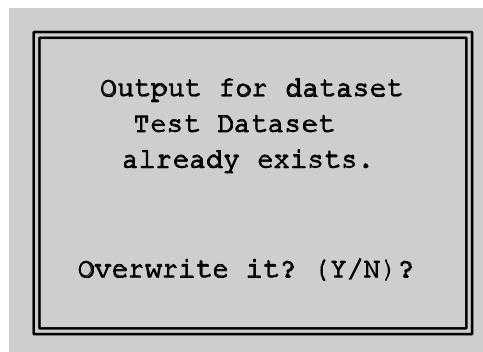 Output for dataset
Test Dataset
already exists.
Overwrite it? (Y/N)?